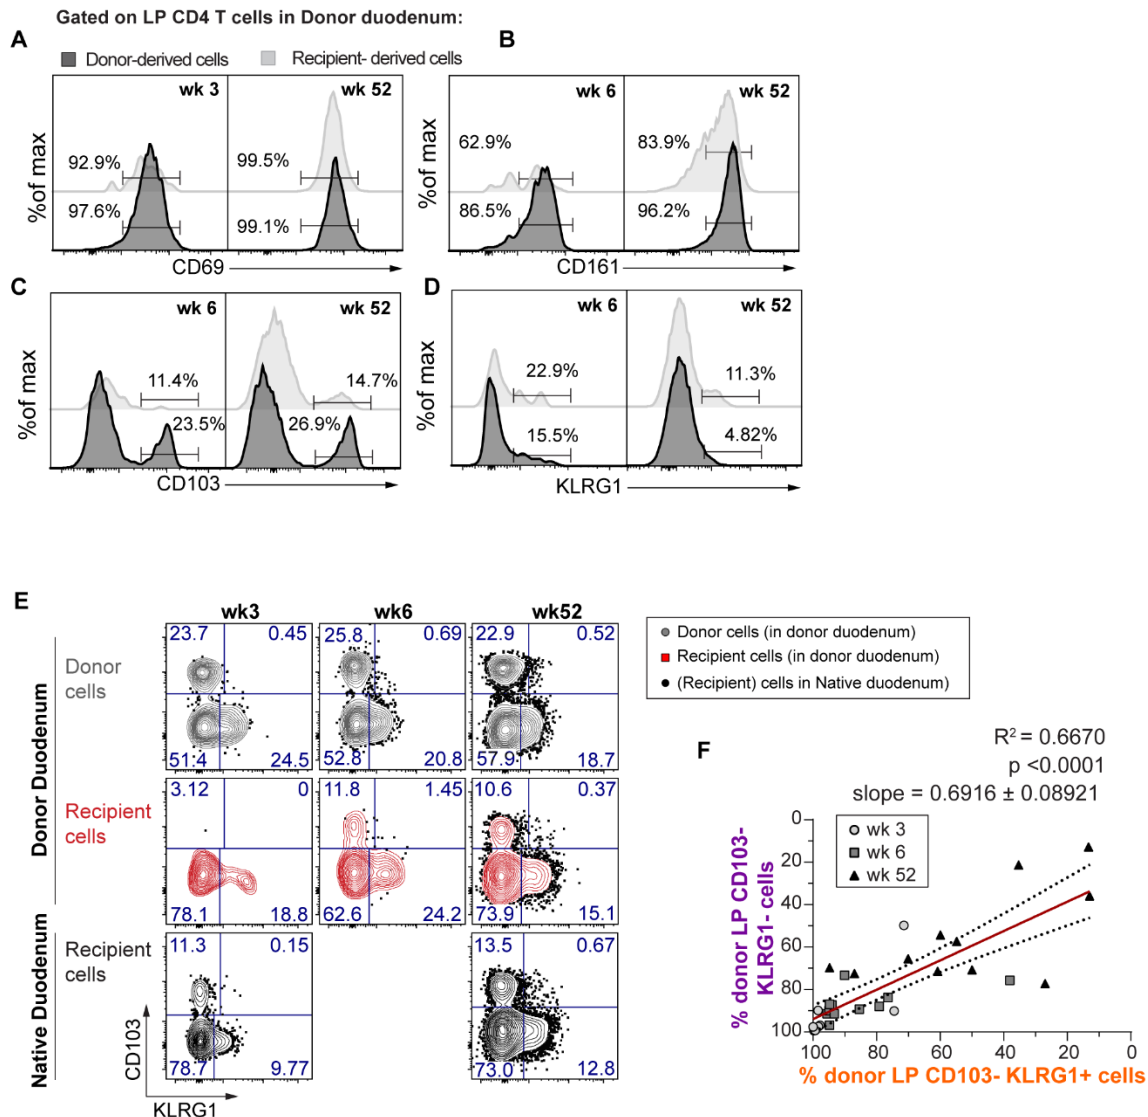 Gated on LP CD4 T cells in Donor duodenum:
A
B
Donor-derived cells
Recipient- derived cells
wk 3
wk 52
wk 6
wk 52
%of max
92.9%
99.5%
97.6%
99.1%
CD69
%of max
62.9%
83.9%
86.5%
96.2%
CD161
C
D
wk 6
wk 52
wk 6
wk 52
%of max
11.4%
14.7%
23.5%
26.9%
CD103
%of max
22.9%
11.3%
15.5%
4.82%
KLRG1
E
wk3
wk6
wk52
Donor Duodenum
Donor
cells
23.7
0.45
25.8
0.69
22.9
0.52
51.4
24.5
52.8
20.8
57.9
18.7
Recipient
cells
3.12
0
11.8
1.45
10.6
0.37
78.1
18.8
62.6
24.2
73.9
15.1
Native Duodenum
Recipient
cells
11.3
0.15
13.5
0.67
78.7
9.77
73.0
12.8
CD103
KLRG1
Donor cells (in donor duodenum)
Recipient cells (in donor duodenum)
(Recipient) cells in Native duodenum)
F
R2 = 0.6670
p <0.0001
slope = 0.6916 ± 0.08921
wk 3
wk 6
wk 52
% donor LP CD103-
KLRG1- cells
0
20
40
60
80
100
100
80
60
40
20
0
% donor LP CD103- KLRG1+ cells